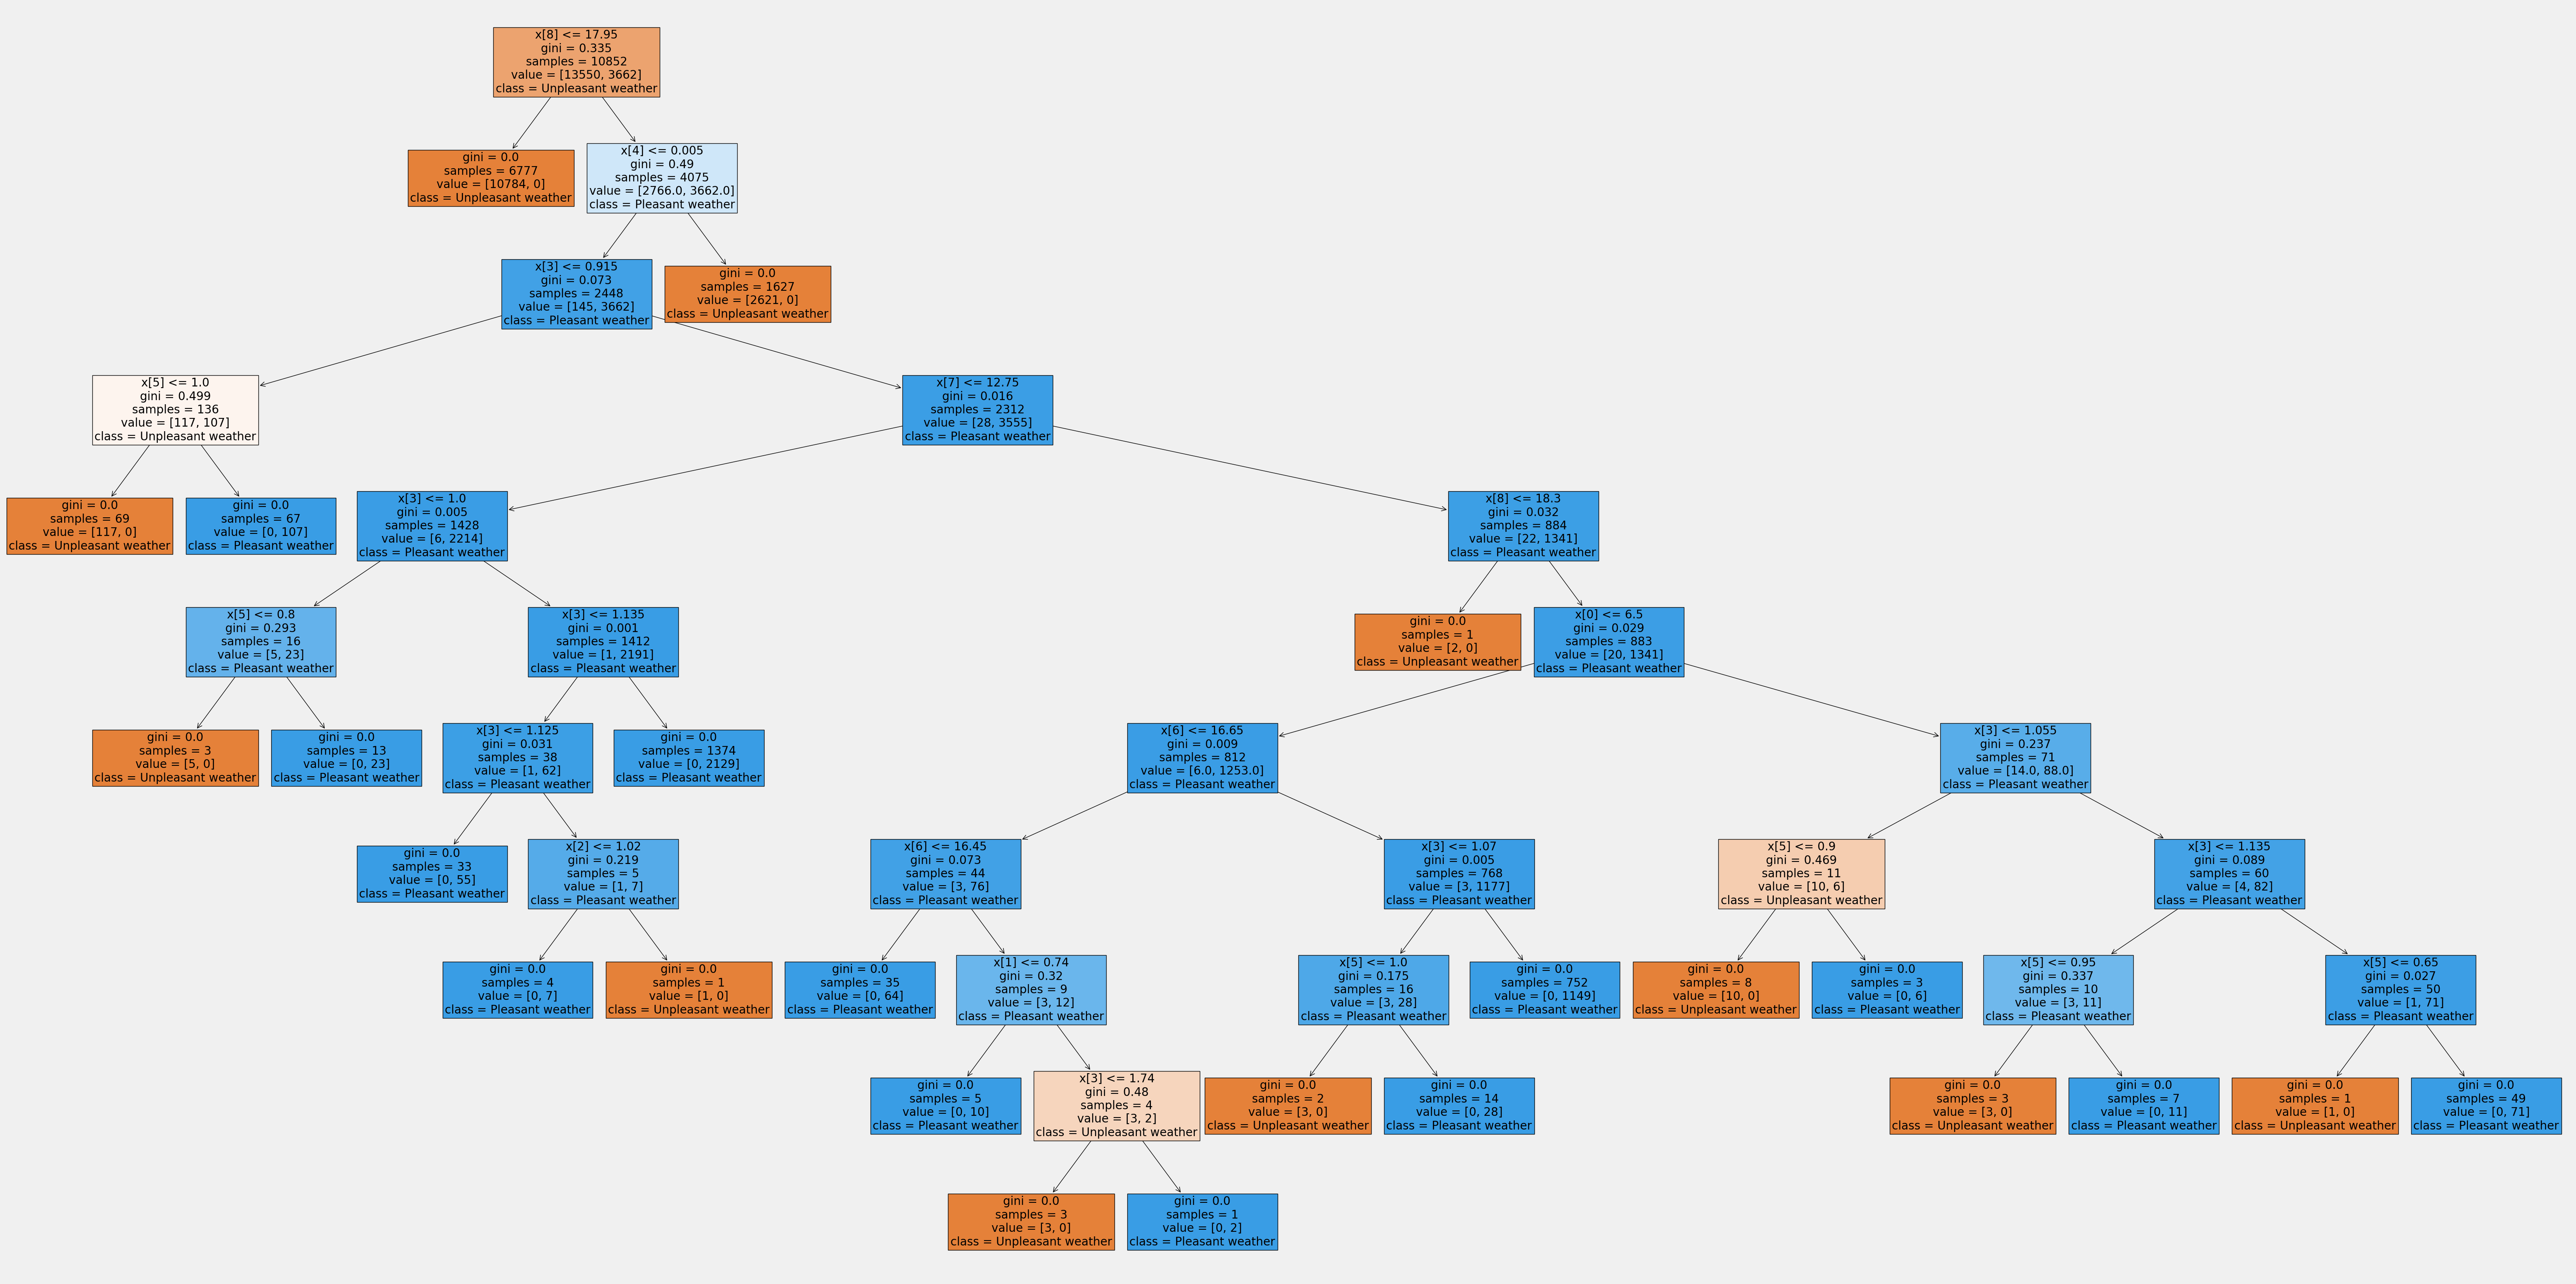 x[8] <= 17.95
gini = 0.335
samples = 10852
value = [13550, 3662]
class = Unpleasant weather
gini = 0.0
samples = 6777
value = [10784, 0]
class = Unpleasant weather
x[4] <= 0.005
gini = 0.49
samples = 4075
value = [2766.0, 3662.0]
class = Pleasant weather
x[3] <= 0.915
gini = 0.073
samples = 2448
value = [145, 3662]
class = Pleasant weather
gini = 0.0
samples = 1627
value = [2621, 0]
class = Unpleasant weather
x[5] <= 1.0
gini = 0.499
samples = 136
value = [117, 107]
class = Unpleasant weather
x[7] <= 12.75
gini = 0.016
samples = 2312
value = [28, 3555]
class = Pleasant weather
gini = 0.0
samples = 69
value = [117, 0]
class = Unpleasant weather
gini = 0.0
samples = 67
value = [0, 107]
class = Pleasant weather
x[3] <= 1.0
gini = 0.005
samples = 1428
value = [6, 2214]
class = Pleasant weather
x[8] <= 18.3
gini = 0.032
samples = 884
value = [22, 1341]
class = Pleasant weather
x[5] <= 0.8
gini = 0.293
samples = 16
value = [5, 23]
class = Pleasant weather
x[3] <= 1.135
gini = 0.001
samples = 1412
value = [1, 2191]
class = Pleasant weather
gini = 0.0
samples = 1
value = [2, 0]
class = Unpleasant weather
x[0] <= 6.5
gini = 0.029
samples = 883
value = [20, 1341]
class = Pleasant weather
gini = 0.0
samples = 3
value = [5, 0]
class = Unpleasant weather
gini = 0.0
samples = 13
value = [0, 23]
class = Pleasant weather
x[3] <= 1.125
gini = 0.031
samples = 38
value = [1, 62]
class = Pleasant weather
gini = 0.0
samples = 1374
value = [0, 2129]
class = Pleasant weather
x[6] <= 16.65
gini = 0.009
samples = 812
value = [6.0, 1253.0]
class = Pleasant weather
x[3] <= 1.055
gini = 0.237
samples = 71
value = [14.0, 88.0]
class = Pleasant weather
gini = 0.0
samples = 33
value = [0, 55]
class = Pleasant weather
x[2] <= 1.02
gini = 0.219
samples = 5
value = [1, 7]
class = Pleasant weather
x[6] <= 16.45
gini = 0.073
samples = 44
value = [3, 76]
class = Pleasant weather
x[3] <= 1.07
gini = 0.005
samples = 768
value = [3, 1177]
class = Pleasant weather
x[5] <= 0.9
gini = 0.469
samples = 11
value = [10, 6]
class = Unpleasant weather
x[3] <= 1.135
gini = 0.089
samples = 60
value = [4, 82]
class = Pleasant weather
gini = 0.0
samples = 4
value = [0, 7]
class = Pleasant weather
gini = 0.0
samples = 1
value = [1, 0]
class = Unpleasant weather
gini = 0.0
samples = 35
value = [0, 64]
class = Pleasant weather
x[1] <= 0.74
gini = 0.32
samples = 9
value = [3, 12]
class = Pleasant weather
x[5] <= 1.0
gini = 0.175
samples = 16
value = [3, 28]
class = Pleasant weather
gini = 0.0
samples = 752
value = [0, 1149]
class = Pleasant weather
gini = 0.0
samples = 8
value = [10, 0]
class = Unpleasant weather
gini = 0.0
samples = 3
value = [0, 6]
class = Pleasant weather
x[5] <= 0.95
gini = 0.337
samples = 10
value = [3, 11]
class = Pleasant weather
x[5] <= 0.65
gini = 0.027
samples = 50
value = [1, 71]
class = Pleasant weather
gini = 0.0
samples = 5
value = [0, 10]
class = Pleasant weather
x[3] <= 1.74
gini = 0.48
samples = 4
value = [3, 2]
class = Unpleasant weather
gini = 0.0
samples = 2
value = [3, 0]
class = Unpleasant weather
gini = 0.0
samples = 14
value = [0, 28]
class = Pleasant weather
gini = 0.0
samples = 3
value = [3, 0]
class = Unpleasant weather
gini = 0.0
samples = 7
value = [0, 11]
class = Pleasant weather
gini = 0.0
samples = 1
value = [1, 0]
class = Unpleasant weather
gini = 0.0
samples = 49
value = [0, 71]
class = Pleasant weather
gini = 0.0
samples = 3
value = [3, 0]
class = Unpleasant weather
gini = 0.0
samples = 1
value = [0, 2]
class = Pleasant weather